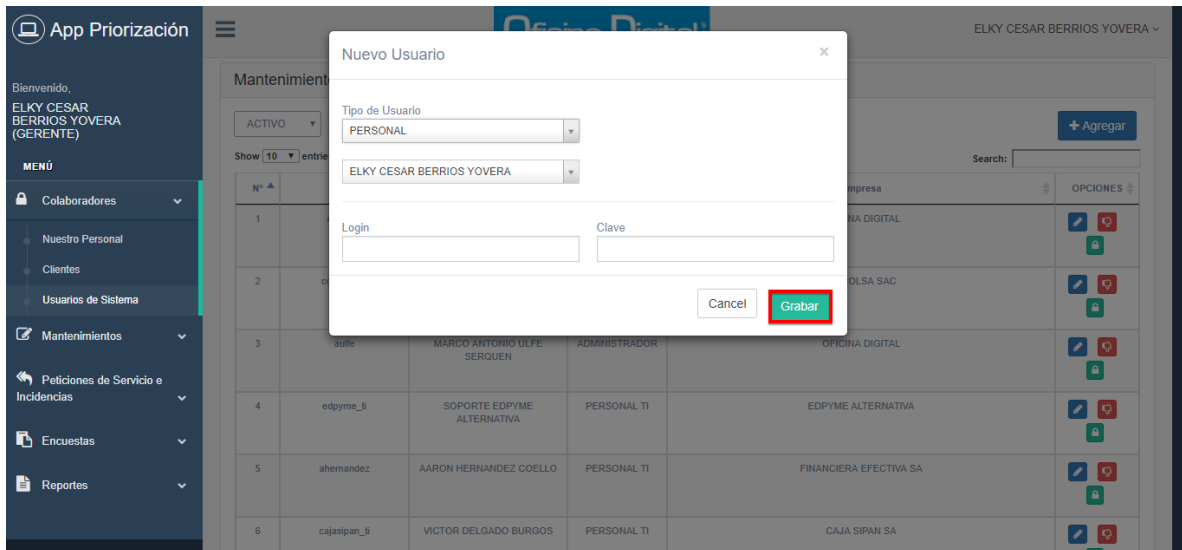 App Priorización
Oficina Digital
ELKY CESAR BERRIOS YOVERA
Bienvenido,
ELKY CESAR
BERRIOS YOVERA
(GERENTE)
MENÚ
Colaboradores
Nuestro Personal
Clientes
Usuarios de Sistema
Mantenimientos
Peticiones de Servicio e
Incidencias
Encuestas
Reportes
Nuevo Usuario
×
Tipo de Usuario
PERSONAL
ELKY CESAR BERRIOS YOVERA
Login
Clave
Cancel
Grabar
Mantenimient
ACTIVO
Agregar
Show 10 entrie
Search:
Nº
mpresa
OPCIONES
1
NA DIGITAL
2
OLSA SAC
3
aulfe
MARCO ANTONIO ULFE
SERQUEN
ADMINISTRADOR
OFICINA DIGITAL
4
edpyme_ti
SOPORTE EDPYME
ALTERNATIVA
PERSONAL TI
EDPYME ALTERNATIVA
5
ahernandez
AARON HERNANDEZ COELLO
PERSONAL TI
FINANCIERA EFECTIVA SA
6
cajasipan_ti
VICTOR DELGADO BURGOS
PERSONAL TI
CAJA SIPAN SA